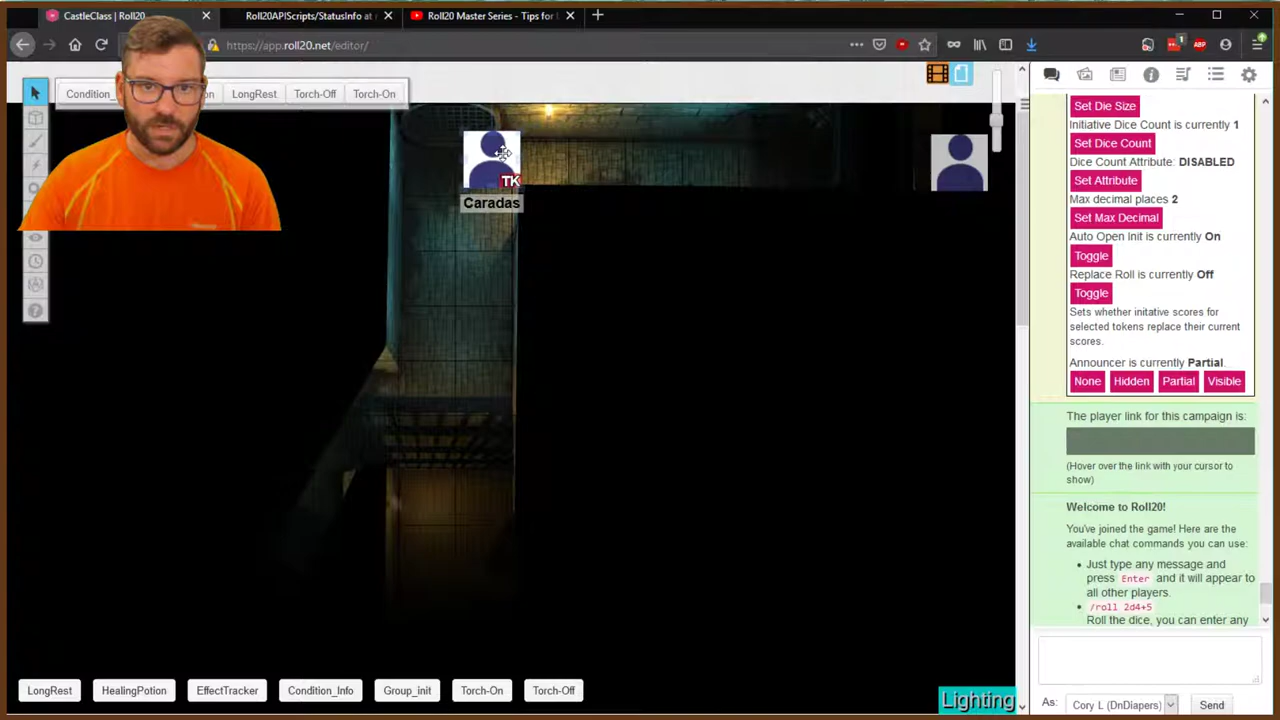 CastleClass | Roll20
Roll20APIScripts/StatusInfo at
Roll20 Master Series - Tips for
https://app.roll20.net/editor/
1
ABP
Condition_
on
LongRest
Torch-Off
Torch-On
TK
Caradas
Set Die Size
Initiative Dice Count is currently 1
Set Dice Count
Dice Count Attribute: DISABLED
Set Attribute
Max decimal places 2
Set Max Decimal
Auto Open Init is currently On
Toggle
Replace Roll is currently Off
Toggle
Sets whether initative scores for
selected tokens replace their current
scores.
Announcer is currently Partial.
None Hidden Partial Visible
The player link for this campaign is:
(Hover over the link with your cursor to
show)
Welcome to Roll20!
You've joined the game! Here are the
available chat commands you can use:
• Just type any message and
press Enter and it will appear to
all other players.
• /roll 2d4+5
Roll the dice, you can enter any
LongRest
HealingPotion
EffectTracker
Condition_Info
Group_init
Torch-On
Torch-Off
Lighting
As: Cory L (DnDiapers) Send